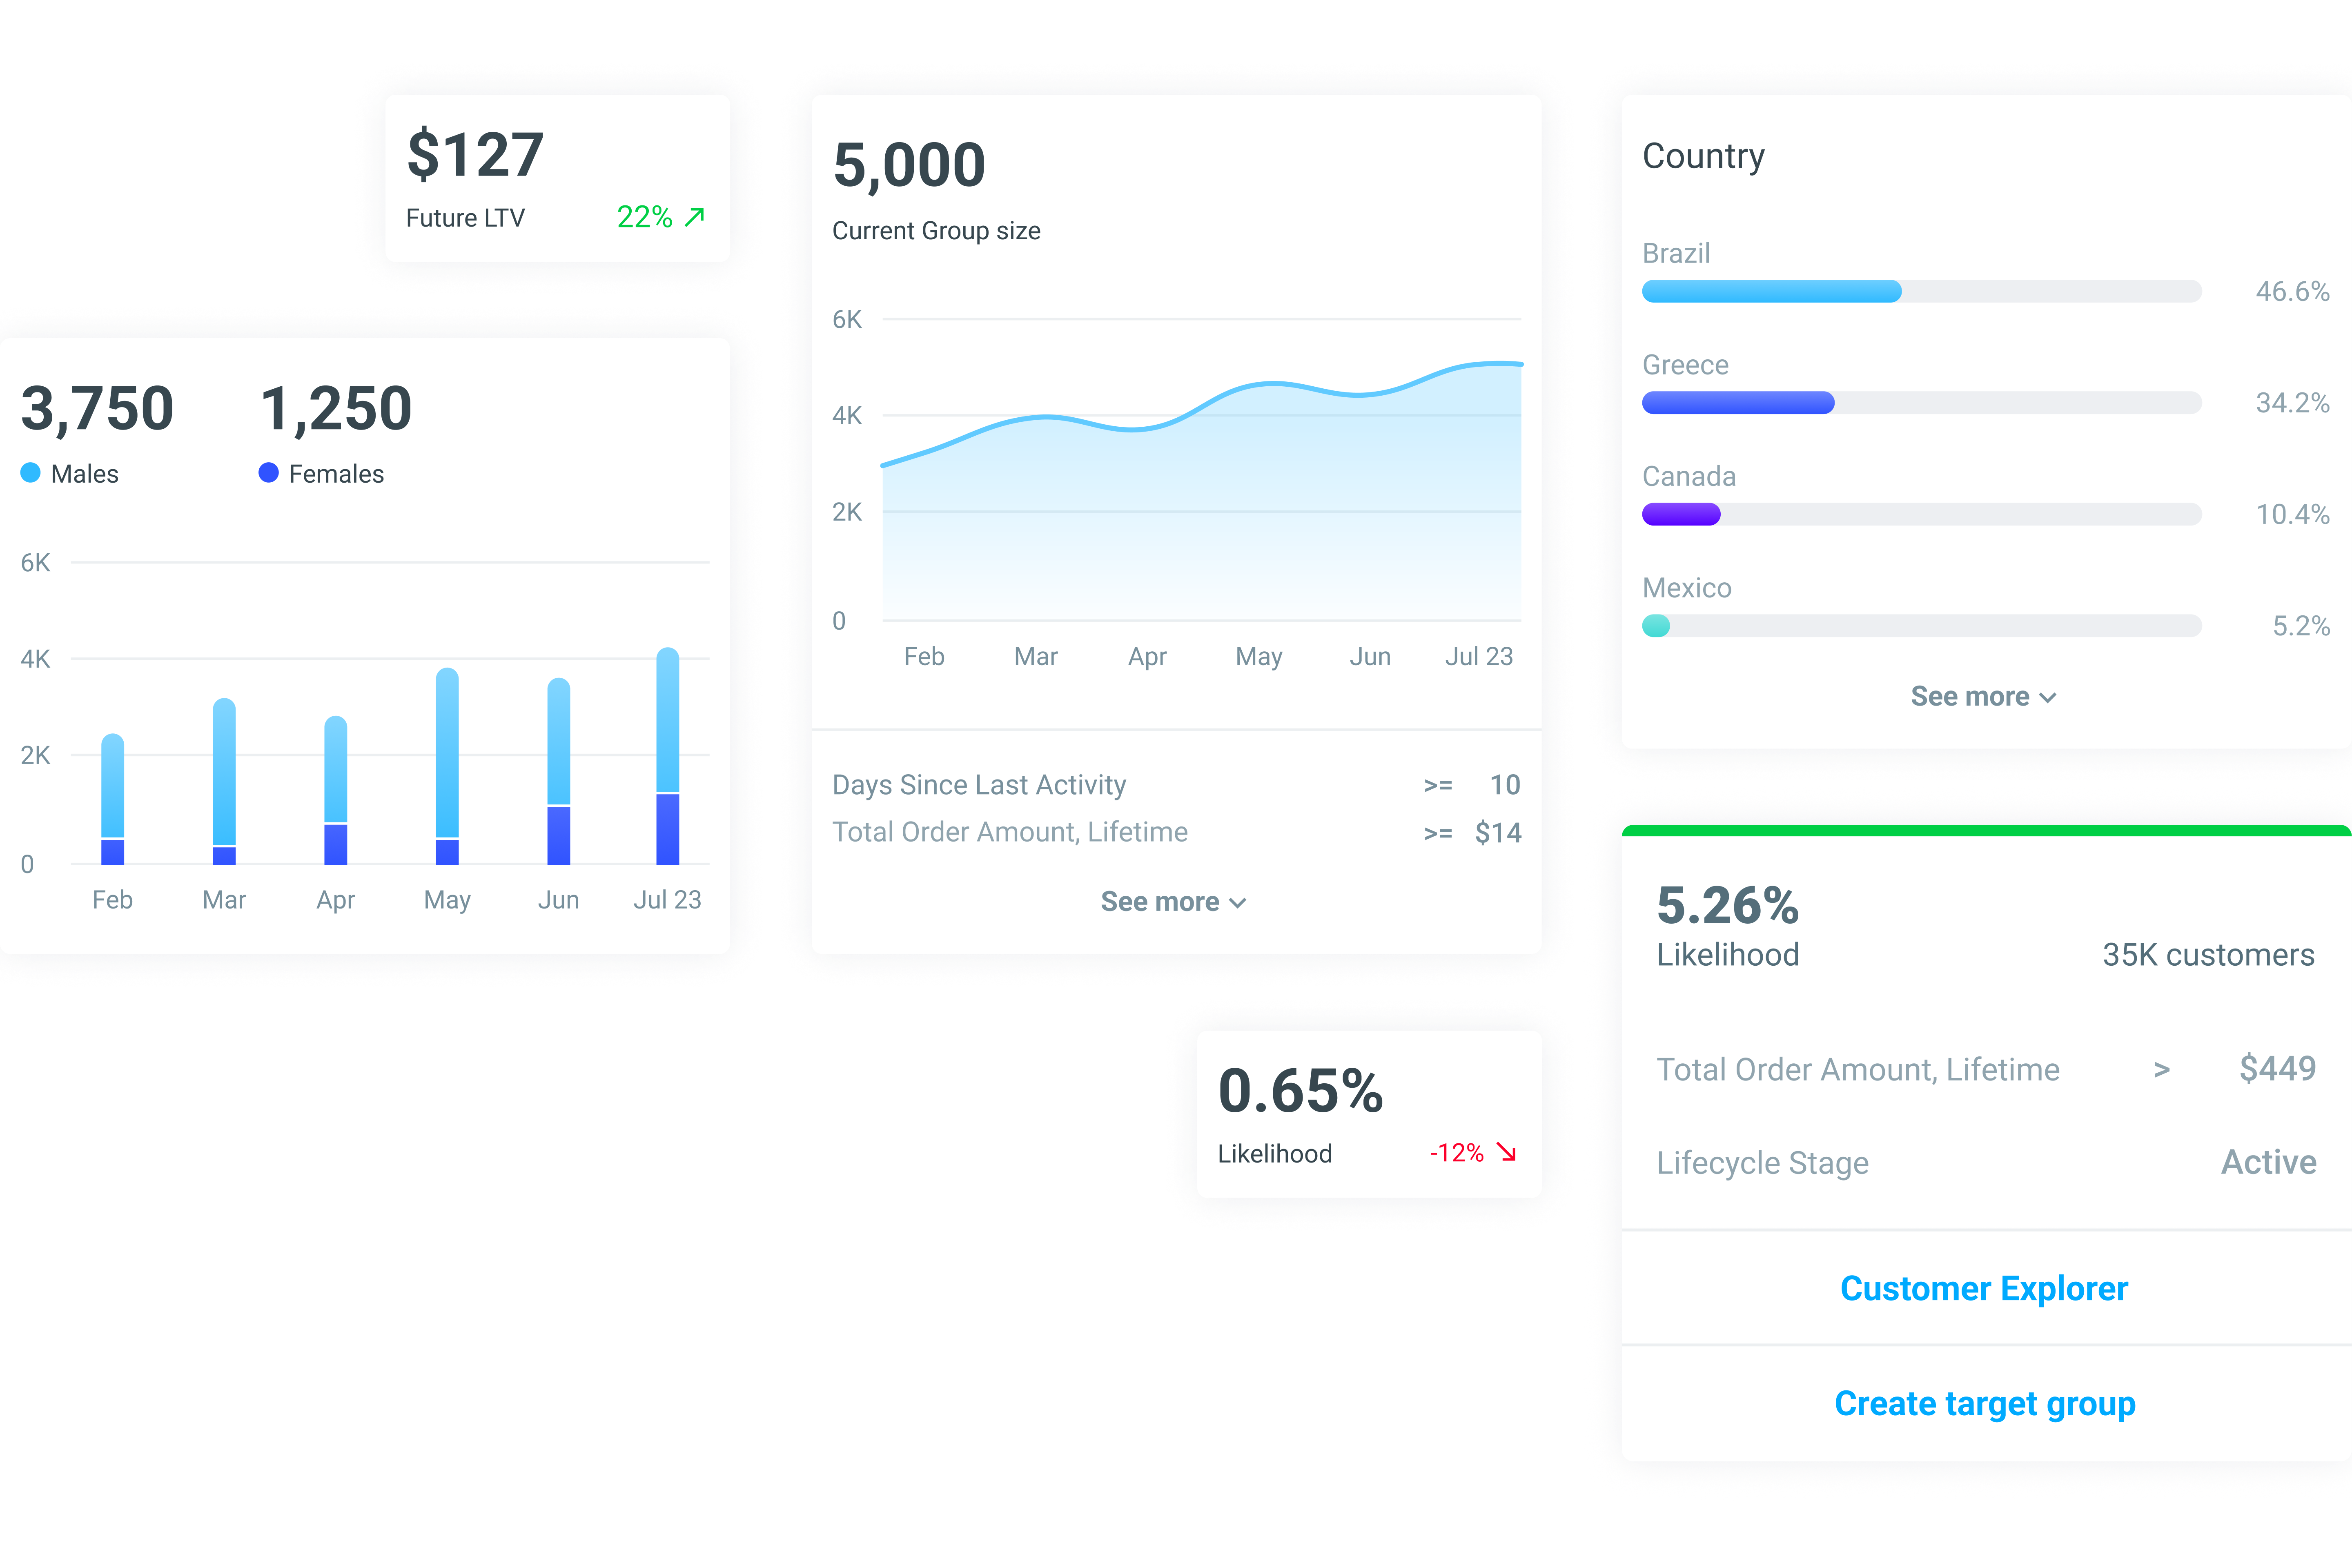 $127
Future LTV 22%
3,750 1,250
Males Females
6K
4K
2K
0
Feb Mar Apr May Jun Jul 23
5,000
Current Group size
6K
4K
2K
0
Feb Mar Apr May Jun Jul 23
Days Since Last Activity >= 10
Total Order Amount, Lifetime >= $14
See more
0.65%
Likelihood -12%
Country
Brazil
46.6%
Greece
34.2%
Canada
10.4%
Mexico
5.2%
See more
5.26%
Likelihood 35K customers
Total Order Amount, Lifetime > $449
Lifecycle Stage Active
Customer Explorer
Create target group